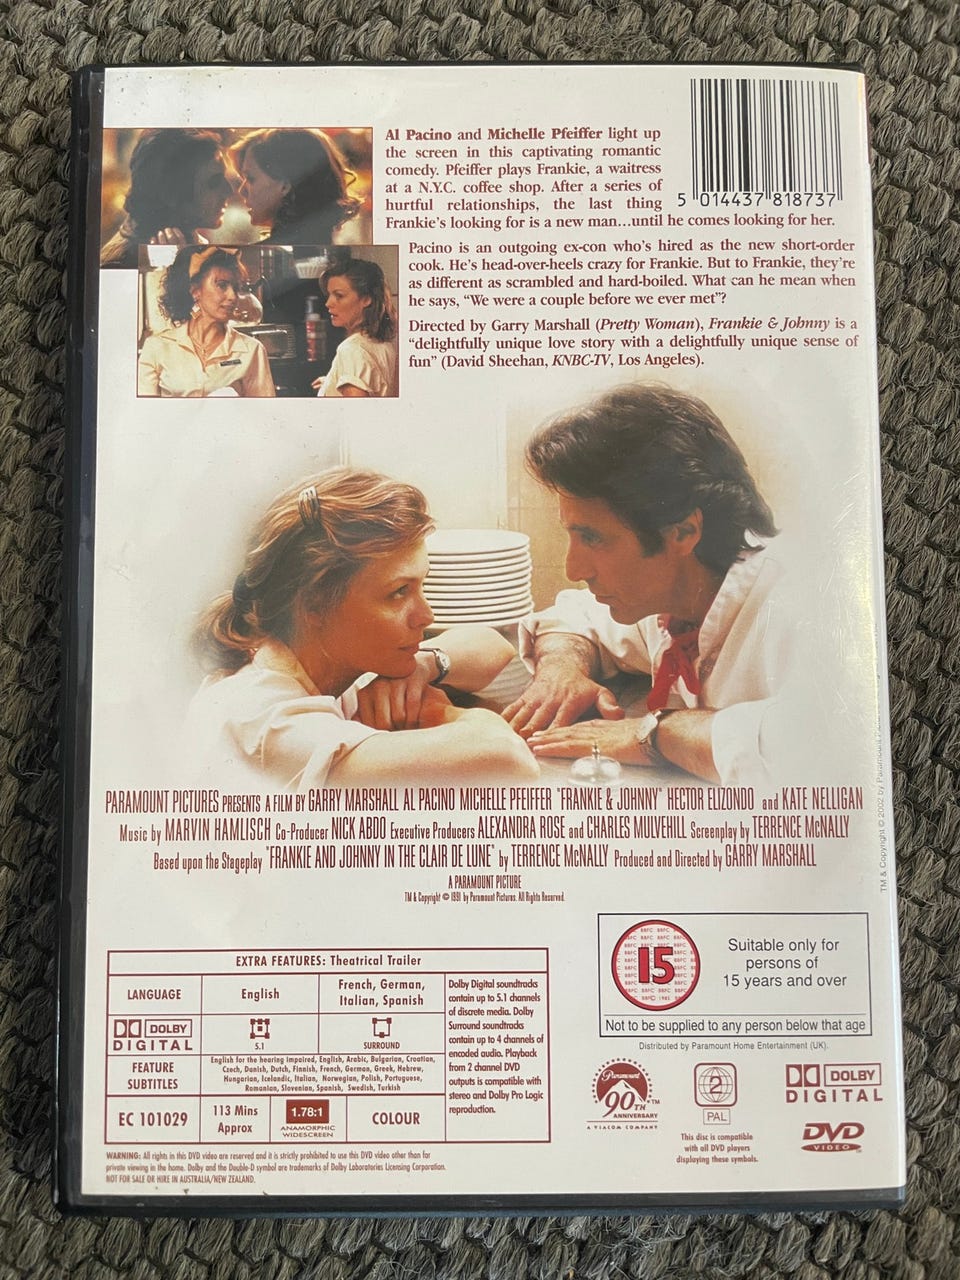 Al Pacino and Michelle Pfeiffer light up
the screen in this captivating romantic
comedy. Pfeiffer plays Frankie, a waitress
at a N.Y.C. coffee shop. After a series of
hurtful relationships, the last thing
Frankie's looking for is a new man...until he comes looking for her.
5 014437 818737
Pacino is an outgoing ex-con who's hired as the new short-order
cook. He's head-over-heels crazy for Frankie. But to Frankie, they're
as different as scrambled and hard-boiled. What can he mean when
he says, “We were a couple before we ever met”?
Directed by Garry Marshall (Pretty Woman), Frankie & Johnny is a
“delightfully unique love story with a delightfully unique sense of
fun” (David Sheehan, KNBC-TV, Los Angeles).
PARAMOUNT PICTURES PRESENTS A FILM BY GARRY MARSHALL AL PACINO MICHELLE PFEIFFER "FRANKIE & JOHNNY" HECTOR ELIZONDO and KATE NELLIGAN
Music by MARVIN HAMLISCH Co-Producer NICK ABDO Executive Producers ALEXANDRA ROSE and CHARLES MULVEHILL Screenplay by TERRENCE McNALLY
Based upon the Stageplay "FRANKIE AND JOHNNY IN THE CLAIR DE LUNE" by TERRENCE McNALLY Produced and Directed by GARRY MARSHALL
A PARAMOUNT PICTURE
TM & Copyright © 1991 by Paramount Pictures. All Rights Reserved.
TM & Copyright © 2002 by Paramount
EXTRA FEATURES: Theatrical Trailer
LANGUAGE
English
French, German,
Italian, Spanish
DOLBY
DIGITAL
5.1
SURROUND
FEATURE
SUBTITLES
English for the hearing impaired, English, Arabic, Bulgarian, Croatian,
Czech, Danish, Dutch, Finnish, French, German, Greek, Hebrew,
Hungarian, Icelandic, Italian, Norwegian, Polish, Portuguese,
Romanian, Slovenian, Spanish, Swedish, Turkish
EC 101029
113 Mins
Approx
1.78:1
ANAMORPHIC
WIDESCREEN
COLOUR
Dolby Digital soundtracks
contain up to 5.1 channels
of discrete media. Dolby
Surround soundtracks
contain up to 4 channels of
encoded audio. Playback
from 2 channel DVD
outputs is compatible with
stereo and Dolby Pro Logic
reproduction.
WARNING: All rights in this DVD video are reserved and it is strictly prohibited to use this DVD video other than for
private viewing in the home. Dolby and the Double-D symbol are trademarks of Dolby Laboratories Licensing Corporation.
NOT FOR SALE OR HIRE IN AUSTRALIA/NEW ZEALAND.
15
Suitable only for
persons of
15 years and over
Not to be supplied to any person below that age
Distributed by Paramount Home Entertainment (UK).
Paramount
90TH
ANNIVERSARY
TM
A VIACOM COMPANY
2
PAL
This disc is compatible
with all DVD players
displaying these symbols.
DOLBY
DIGITAL
DVD
VIDEO